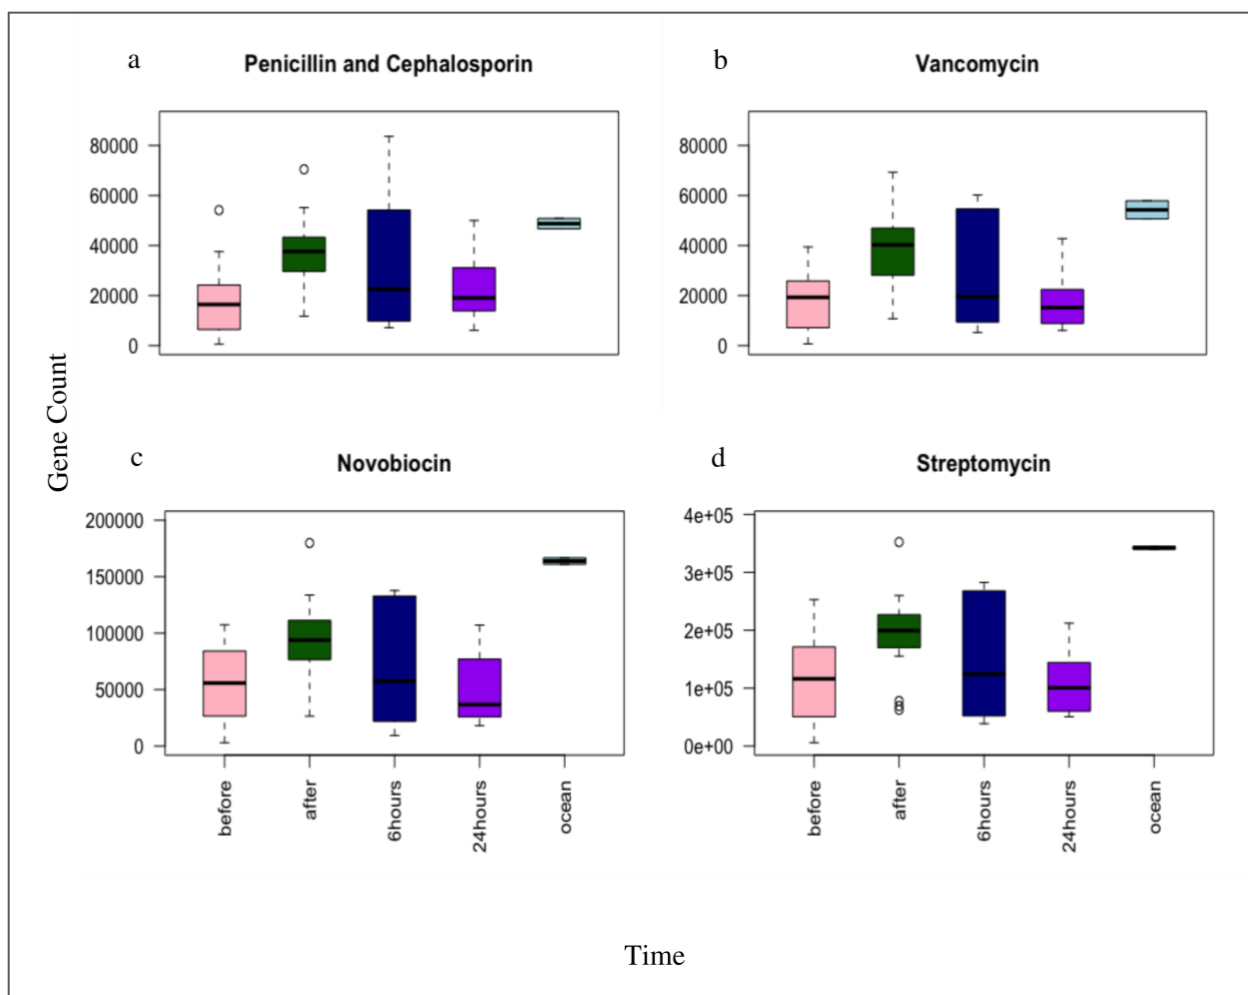 a
Penicillin and Cephalosporin
80000
60000
40000
20000
0
b
Vancomycin
80000
60000
40000
20000
0
Gene Count
c
Novobiocin
200000
150000
100000
50000
0
before
after
6hours
24hours
ocean
d
Streptomycin
4e+05
3e+05
2e+05
1e+05
0e+00
before
after
6hours
24hours
ocean
Time